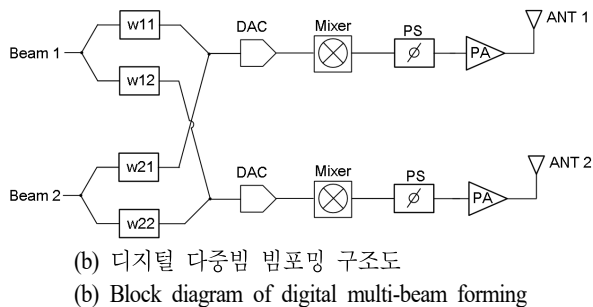 w11
DAC
Mixer
PS
PA
ANT 1
Beam 1
w12
w21
DAC
Mixer
PS
PA
ANT 2
Beam 2
w22
(b) 디지털 다중빔 빔포밍 구조도
(b) Block diagram of digital multi-beam forming